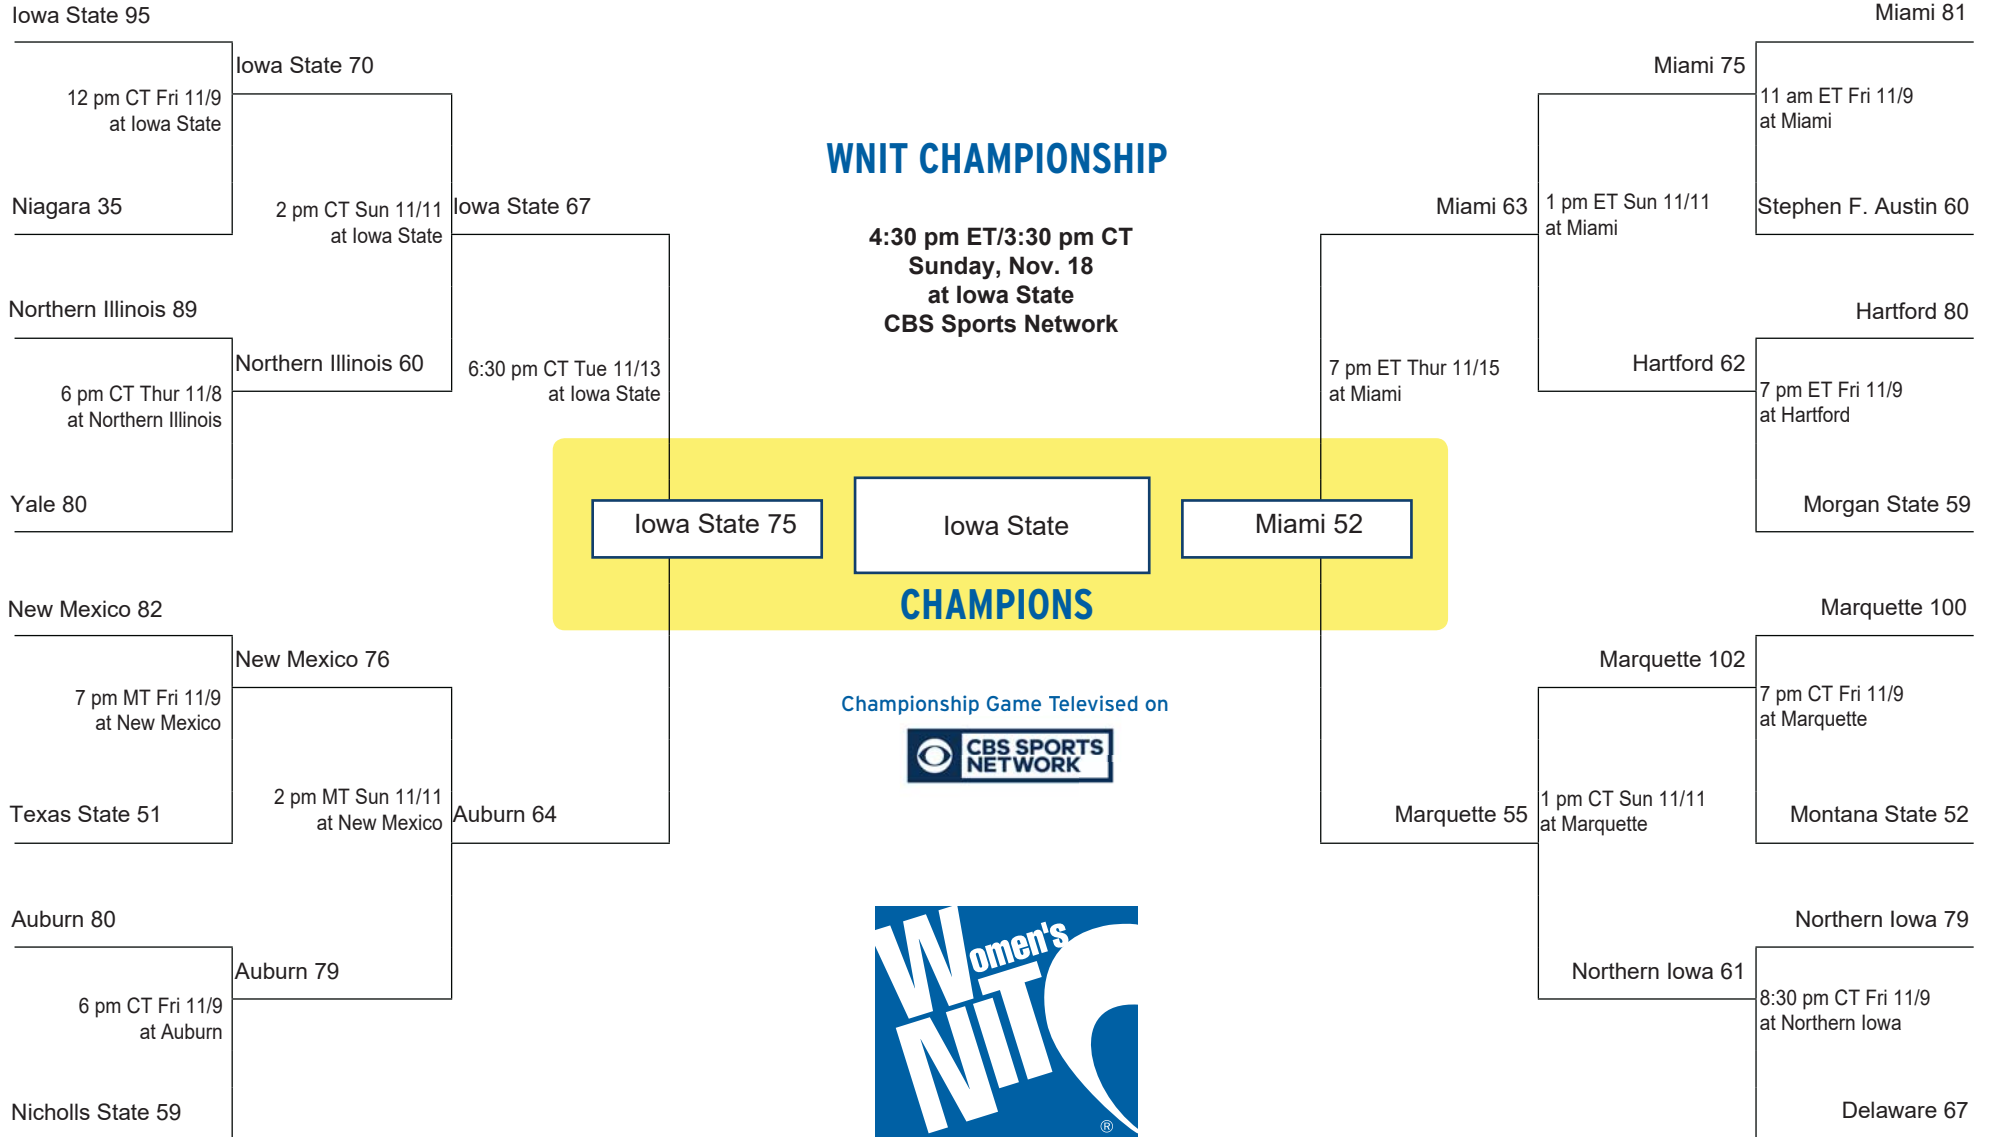 Iowa State 95
12 pm CT Fri 11/9
at Iowa State
Niagara 35
Iowa State 70
2 pm CT Sun 11/11
at Iowa State
Northern Illinois 89
6 pm CT Thur 11/8
at Northern Illinois
Yale 80
Northern Illinois 60
Iowa State 67
6:30 pm CT Tue 11/13
at Iowa State
New Mexico 82
7 pm MT Fri 11/9
at New Mexico
Texas State 51
New Mexico 76
2 pm MT Sun 11/11
at New Mexico
Auburn 80
6 pm CT Fri 11/9
at Auburn
Nicholls State 59
Auburn 79
Auburn 64
WNIT CHAMPIONSHIP
4:30 pm ET/3:30 pm CT
Sunday, Nov. 18
at Iowa State
CBS Sports Network
Iowa State 75
Iowa State
Miami 52
CHAMPIONS
Championship Game Televised on
CBS SPORTS
NETWORK
Women's
NIT
®
Miami 81
11 am ET Fri 11/9
at Miami
Stephen F. Austin 60
Miami 75
1 pm ET Sun 11/11
at Miami
Hartford 80
7 pm ET Fri 11/9
at Hartford
Morgan State 59
Hartford 62
Miami 63
7 pm ET Thur 11/15
at Miami
Marquette 100
7 pm CT Fri 11/9
at Marquette
Montana State 52
Marquette 102
1 pm CT Sun 11/11
at Marquette
Northern Iowa 79
8:30 pm CT Fri 11/9
at Northern Iowa
Delaware 67
Northern Iowa 61
Marquette 55